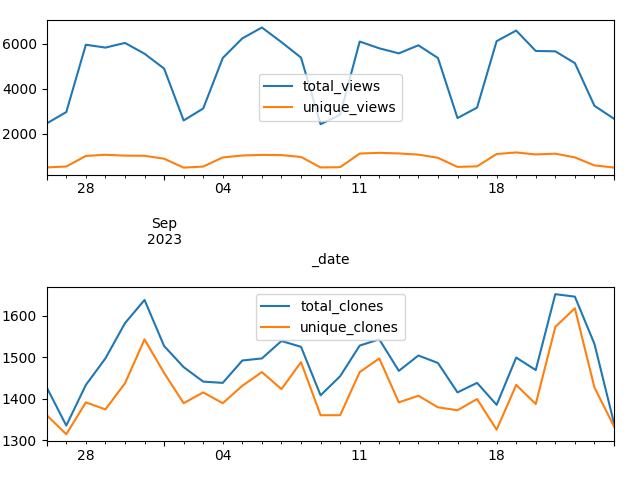 6000
4000
2000
total_views
unique_views
28
04
11
18
Sep
2023
_date
1600
1500
1400
1300
total_clones
unique_clones
28
04
11
18